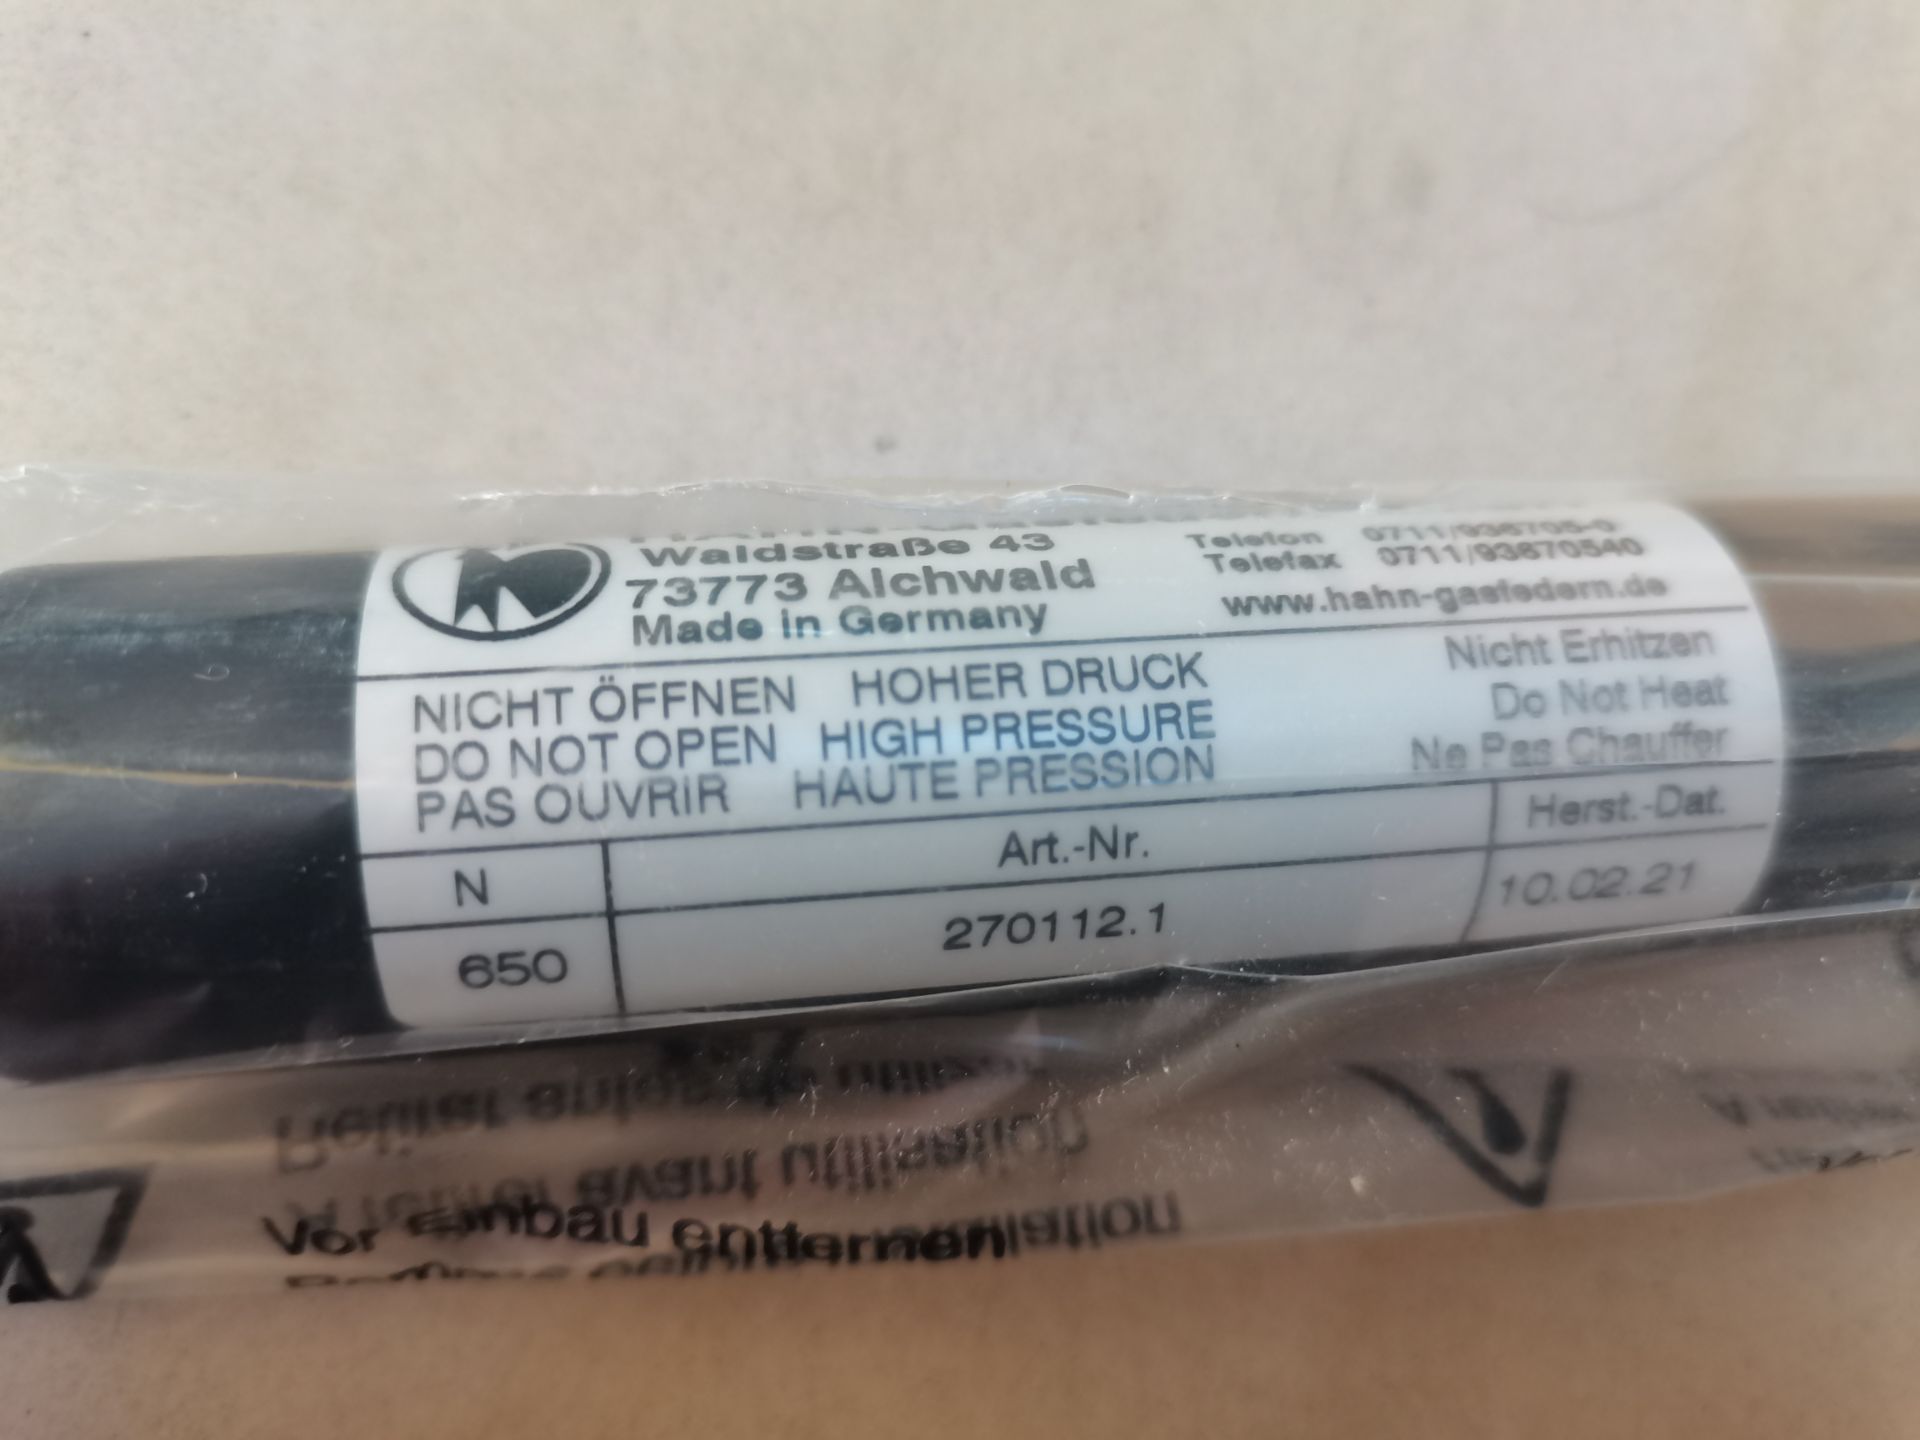 Waldstraße 43
73773 Aichwald
Made in Germany
Telefon 0711/936705-0
Telefax 0711/93670540
www.hahn-gasfedern.de
NICHT ÖFFNEN HOHER DRUCK
DO NOT OPEN HIGH PRESSURE
PAS OUVRIR HAUTE PRESSION
Nicht Erhitzen
Do Not Heat
Ne Pas Chauffer
N Art.-Nr. Herst.-Dat.
650 270112.1 10.02.21
avant utilisation
Vor Einbau entfernen